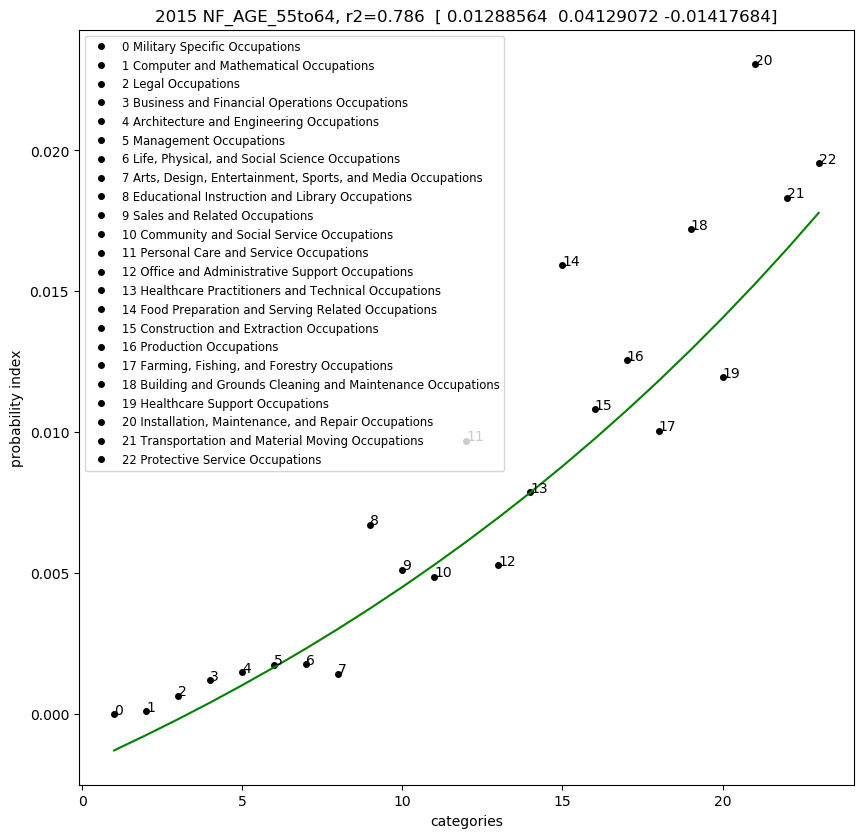 2015 NF_AGE_55to64, r2=0.786  [ 0.01288564  0.04129072 -0.01417684]
0 Military Specific Occupations
1 Computer and Mathematical Occupations
2 Legal Occupations
3 Business and Financial Operations Occupations
4 Architecture and Engineering Occupations
5 Management Occupations
6 Life, Physical, and Social Science Occupations
7 Arts, Design, Entertainment, Sports, and Media Occupations
8 Educational Instruction and Library Occupations
9 Sales and Related Occupations
10 Community and Social Service Occupations
11 Personal Care and Service Occupations
12 Office and Administrative Support Occupations
13 Healthcare Practitioners and Technical Occupations
14 Food Preparation and Serving Related Occupations
15 Construction and Extraction Occupations
16 Production Occupations
17 Farming, Fishing, and Forestry Occupations
18 Building and Grounds Cleaning and Maintenance Occupations
19 Healthcare Support Occupations
20 Installation, Maintenance, and Repair Occupations
21 Transportation and Material Moving Occupations
22 Protective Service Occupations
probability index
0.020
0.015
0.010
0.005
0.000
0
1
2
3
4
5
6
7
8
9
10
11
12
13
14
15
16
17
18
19
20
21
22
0
5
10
15
20
categories